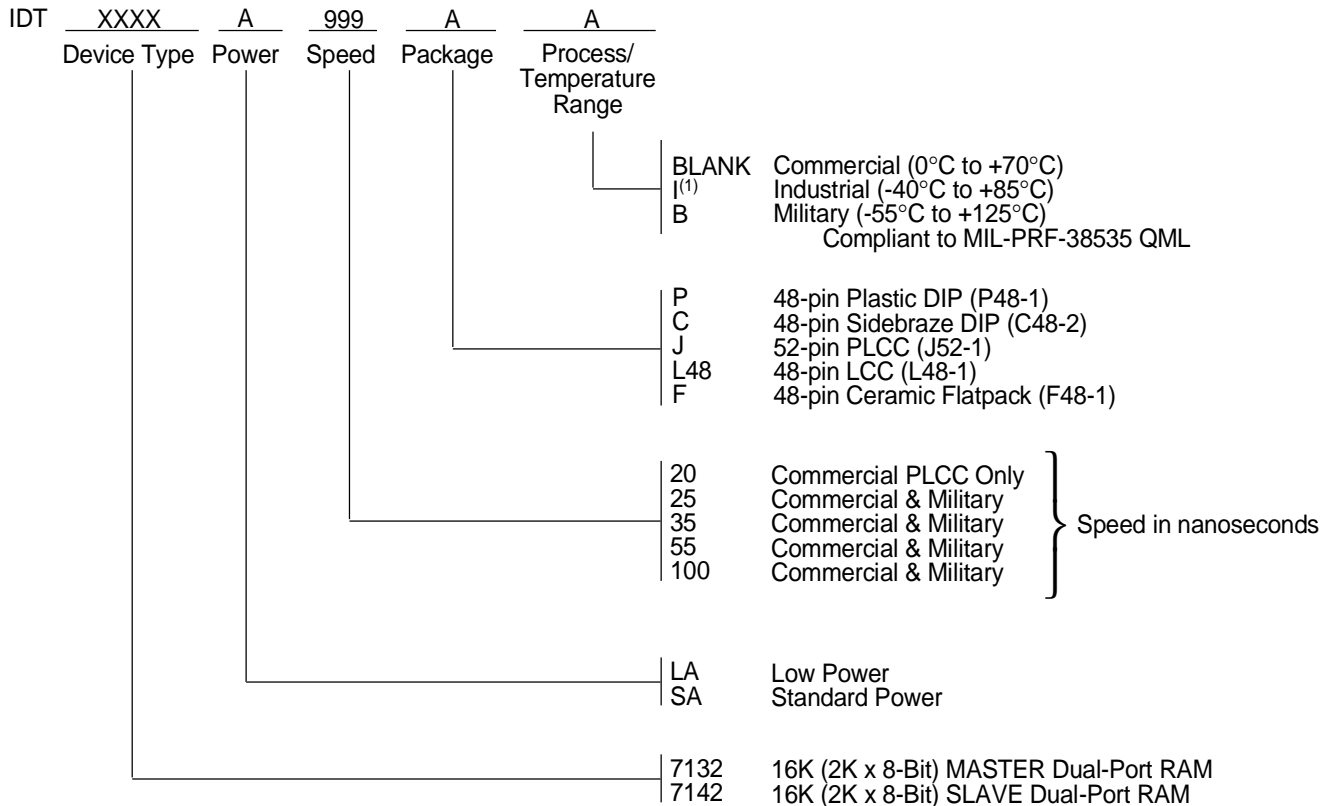 IDT XXXX A 999 A A
Device Type Power Speed Package Process/
Temperature
Range
BLANK Commercial (0°C to +70°C)
I(1) Industrial (-40°C to +85°C)
B Military (-55°C to +125°C)
Compliant to MIL-PRF-38535 QML
P 48-pin Plastic DIP (P48-1)
C 48-pin Sidebraze DIP (C48-2)
J 52-pin PLCC (J52-1)
L48 48-pin LCC (L48-1)
F 48-pin Ceramic Flatpack (F48-1)
20 Commercial PLCC Only
25 Commercial & Military
35 Commercial & Military
55 Commercial & Military
100 Commercial & Military
Speed in nanoseconds
LA Low Power
SA Standard Power
7132 16K (2K x 8-Bit) MASTER Dual-Port RAM
7142 16K (2K x 8-Bit) SLAVE Dual-Port RAM